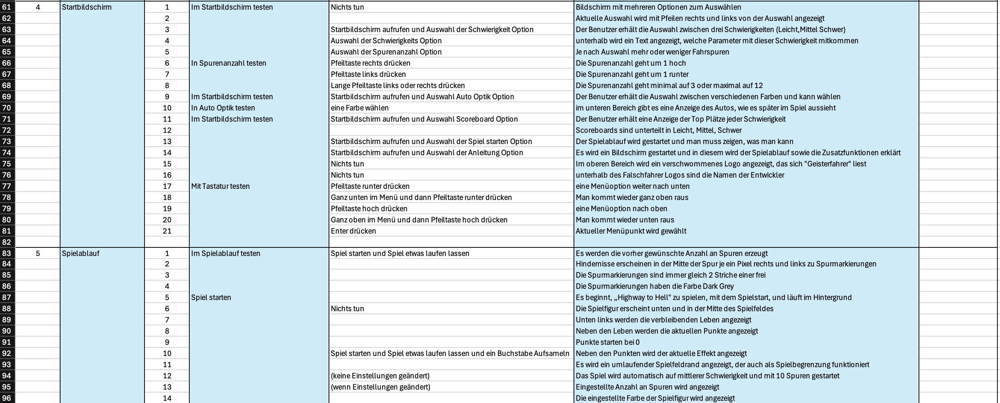 61 4 Startbildschirm 1 Im Startbildschirm testen Nichts tun Bildschirm mit mehreren Optionen zum Auswählen
62 2 Aktuelle Auswahl wird mit Pfeilen rechts und links von der Auswahl angezeigt
63 3 Startbildschirm aufrufen und Auswahl der Schwierigkeit Option Der Benutzer erhält die Auswahl zwischen drei Schwierigkeiten (Leicht,Mittel Schwer)
64 4 Auswahl der Schwierigkeits Option unterhalb wird ein Text angezeigt, welche Parameter mit dieser Schwierigkeit mitkommen
65 5 Auswahl der Spurenanzahl Option Je nach Auswahl mehr oder weniger Fahrspuren
66 6 In Spurenanzahl testen Pfeiltaste rechts drücken Die Spurenanzahl geht um 1 hoch
67 7 Pfeiltaste links drücken Die Spurenanzahl geht um 1 runter
68 8 Lange Pfeiltaste links oder rechts drücken Die Spurenanzahl geht minimal auf 3 oder maximal auf 12
69 9 Im Startbildschirm testen Startbildschirm aufrufen und Auswahl Auto Optik Option Der Benutzer erhält die Auswahl zwischen verschiedenen Farben und kann wählen
70 10 In Auto Optik testen eine Farbe wählen im unteren Bereich gibt es eine Anzeige des Autos, wie es später im Spiel aussieht
71 11 Im Startbildschirm testen Startbildschirm aufrufen und Auswahl Scoreboard Option Der Benutzer erhält eine Anzeige der Top Plätze jeder Schwierigkeit
72 12 Scoreboards sind unterteilt in Leicht, Mittel, Schwer
73 13 Startbildschirm aufrufen und Auswahl der Spiel starten Option Der Spielablauf wird gestartet und man muss zeigen, was man kann
74 14 Startbildschirm aufrufen und Auswahl der Anleitung Option Es wird ein Bildschirm gestartet und in diesem wird der Spielablauf sowie die Zusatzfunktionen erklärt
75 15 Nichts tun Im oberen Bereich wird ein verschwommenes Logo angezeigt, das sich "Geisterfahrer" liest
76 16 Nichts tun unterhalb des Falschfahrer Logos sind die Namen der Entwickler
77 17 Mit Tastatur testen Pfeiltaste runter drücken eine Menüoption weiter nach unten
78 18 Ganz unten im Menü und dann Pfeiltaste runter drücken Man kommt wieder ganz oben raus
79 19 Pfeiltaste hoch drücken eine Menüoption nach oben
80 20 Ganz oben im Menü und dann Pfeiltaste hoch drücken Man kommt wieder unten raus
81 21 Enter drücken Aktueller Menüpunkt wird gewählt
82
83 5 Spielablauf 1 Im Spielablauf testen Spiel starten und Spiel etwas laufen lassen Es werden die vorher gewünschte Anzahl an Spuren erzeugt
84 2 Hindernisse erscheinen in der Mitte der Spur je ein Pixel rechts und links zu Spurmarkierungen
85 3 Die Spurmarkierungen sind immer gleich 2 Striche einer frei
86 4 Die Spurmarkierungen haben die Farbe Dark Grey
87 5 Spiel starten Es beginnt, „Highway to Hell" zu spielen, mit dem Spielstart, und läuft im Hintergrund
88 6 Nichts tun Die Spielfigur erscheint unten und in der Mitte des Spielfeldes
89 7 Unten links werden die verbleibenden Leben angezeigt
90 8 Neben den Leben werden die aktuellen Punkte angezeigt
91 9 Punkte starten bei 0
92 10 Spiel starten und Spiel etwas laufen lassen und ein Buchstabe Aufsameln Neben den Punkten wird der aktuelle Effekt angezeigt
93 11 Es wird ein umlaufender Spielfeldrand angezeigt, der auch als Spielbegrenzung funktioniert
94 12 (keine Einstellungen geändert) Das Spiel wird automatisch auf mittlerer Schwierigkeit und mit 10 Spuren gestartet
95 13 (wenn Einstellungen geändert) Eingestellte Anzahl an Spuren wird angezeigt
96 14 Die eingestellte Farbe der Spielfigur wird angezeigt